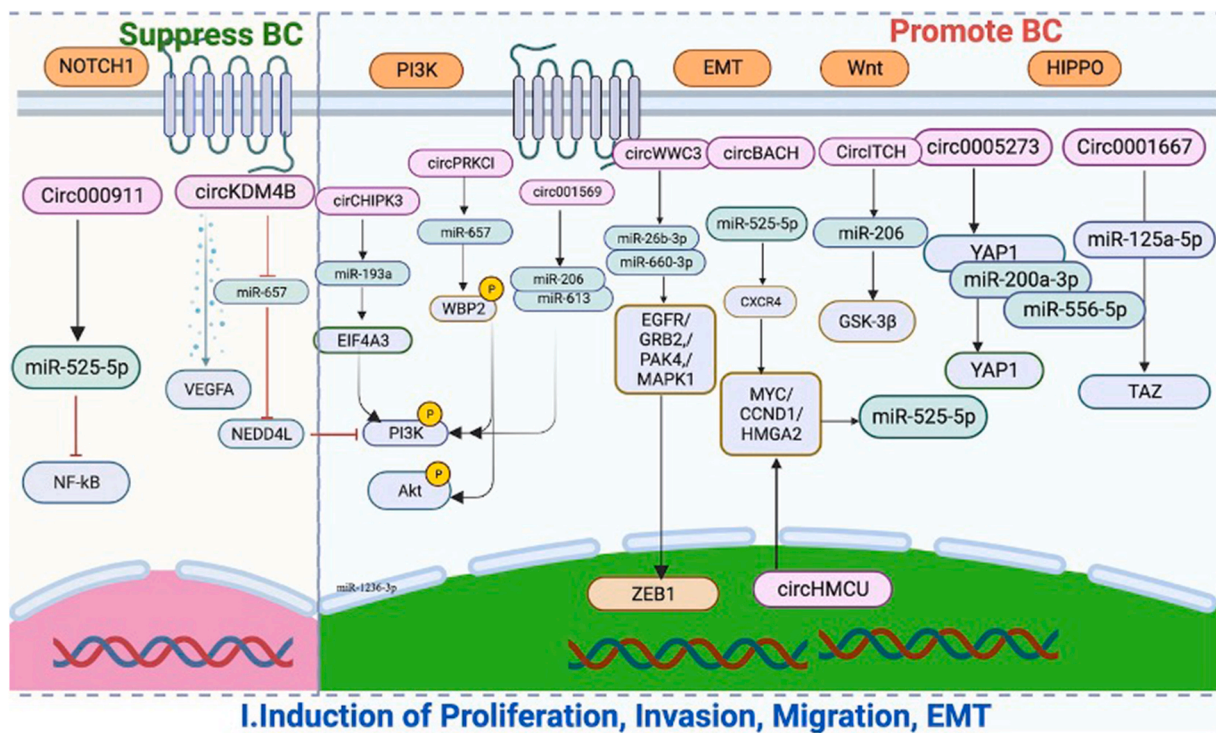 Suppress BC
Promote BC
NOTCH1
PI3K
EMT
Wnt
HIPPO
Circ000911
miR-525-5p
NF-kB
circKDM4B
miR-657
VEGFA
NEDD4L
cirCHIPK3
miR-193a
EIF4A3
circPRKCI
miR-657
WBP2
P
circ001569
miR-206
miR-613
PI3K
P
Akt
P
circWWC3
miR-26b-3p
miR-660-3p
EGFR/
GRB2,/
PAK4,/
MAPK1
ZEB1
circBACH
miR-525-5p
CXCR4
MYC/
CCND1/
HMGA2
miR-525-5p
circHMCU
CircITCH
miR-206
GSK-3β
circ0005273
YAP1
miR-200a-3p
miR-556-5p
YAP1
Circ0001667
miR-125a-5p
TAZ
miR-1236-3p
I.Induction of Proliferation, Invasion, Migration, EMT